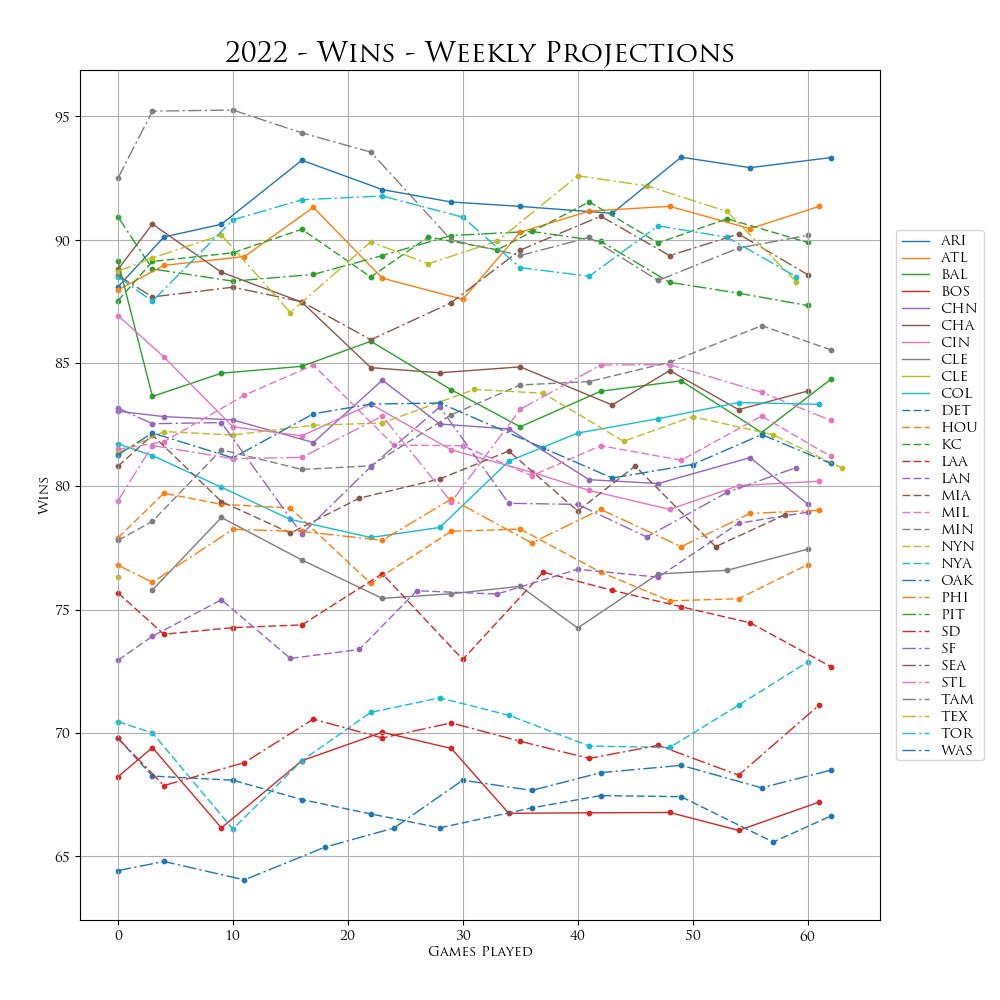 2022 - Wins - Weekly Projections
95
90
85
80
75
70
65
Wins
0 10 20 30 40 50 60
Games Played
ARI
ATL
BAL
BOS
CHN
CHA
CIN
CLE
CLE
COL
DET
HOU
KC
LAA
LAN
MIA
MIL
MIN
NYN
NYA
OAK
PHI
PIT
SD
SF
SEA
STL
TAM
TEX
TOR
WAS